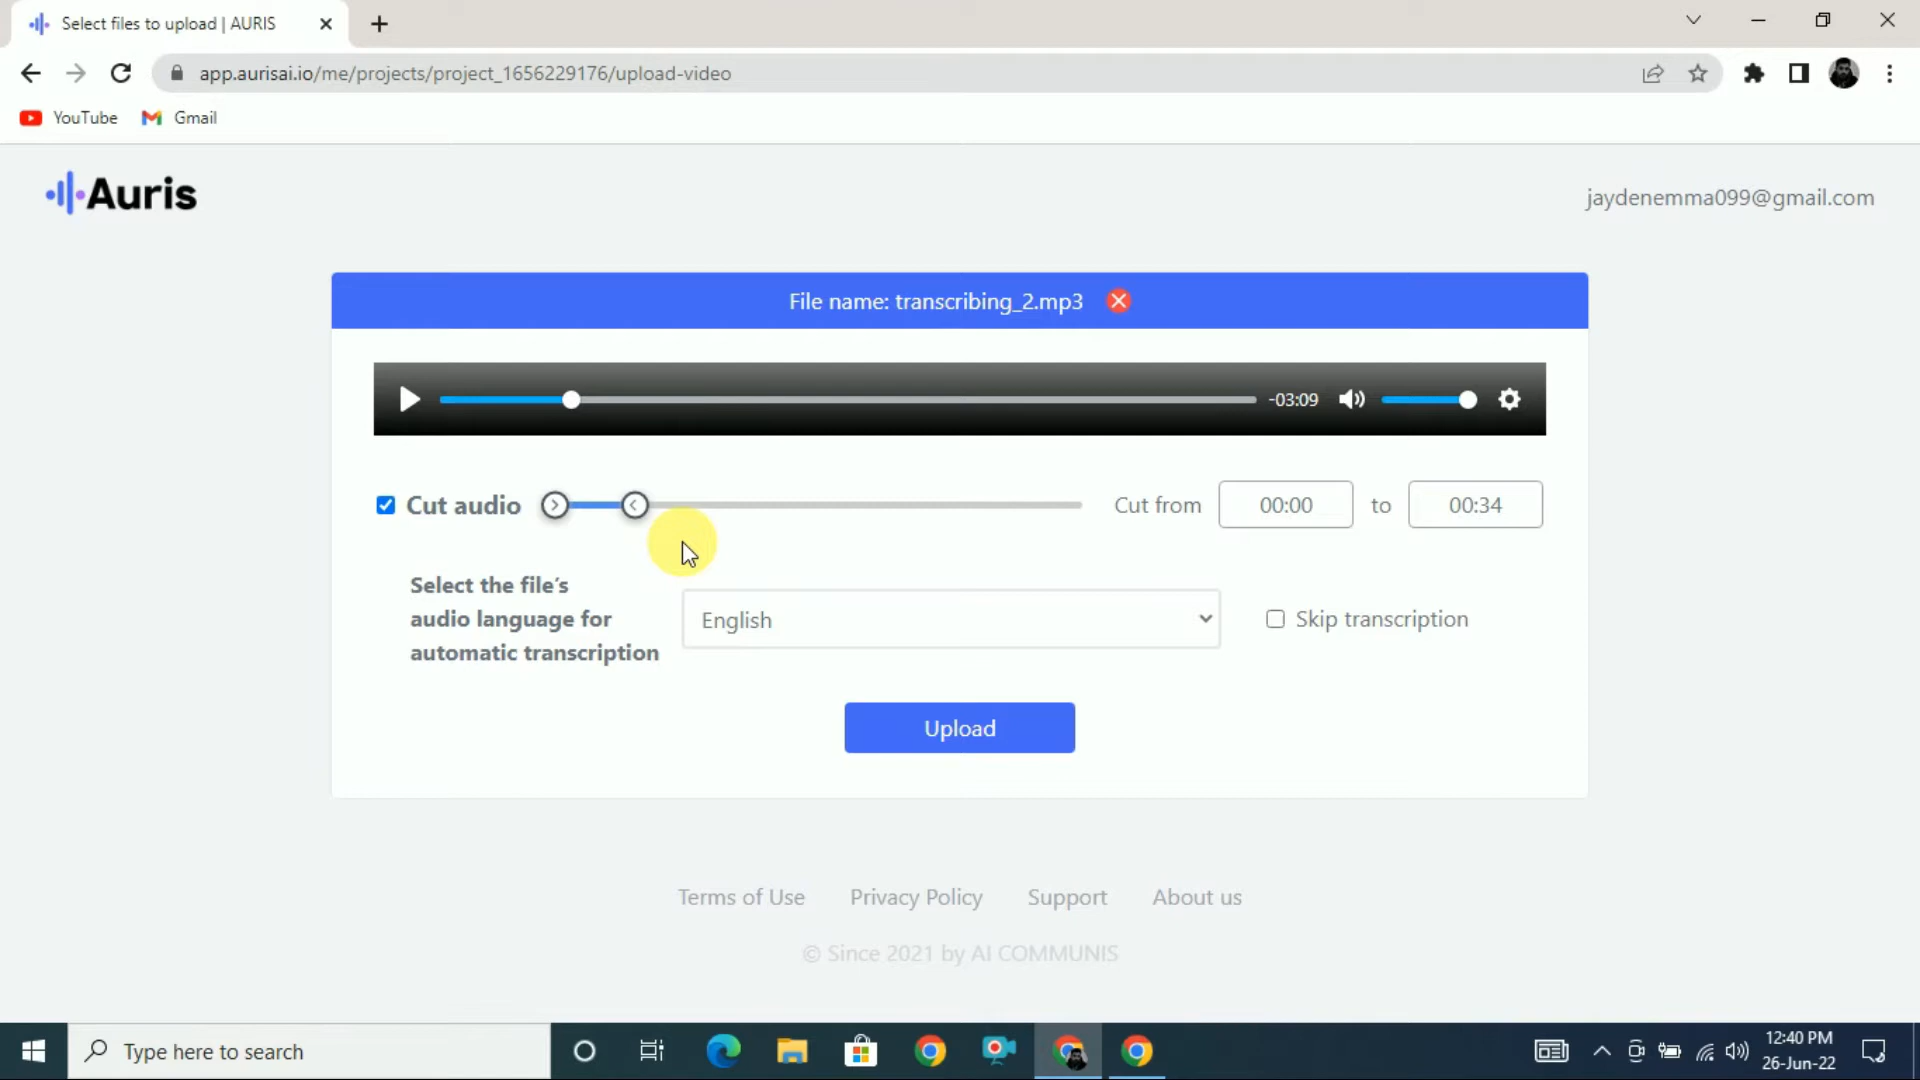 Select files to upload | AURIS
app.aurisai.io/me/projects/project_1656229176/upload-video
YouTube
Gmail
Auris
jaydenemma099@gmail.com
File name: transcribing_2.mp3
-03:09
Cut audio
Cut from
00:00
to
00:34
Select the file's
audio language for
automatic transcription
English
Skip transcription
Upload
Terms of Use
Privacy Policy
Support
About us
© Since 2021 by AI COMMUNIS
Type here to search
12:40 PM
26-Jun-22